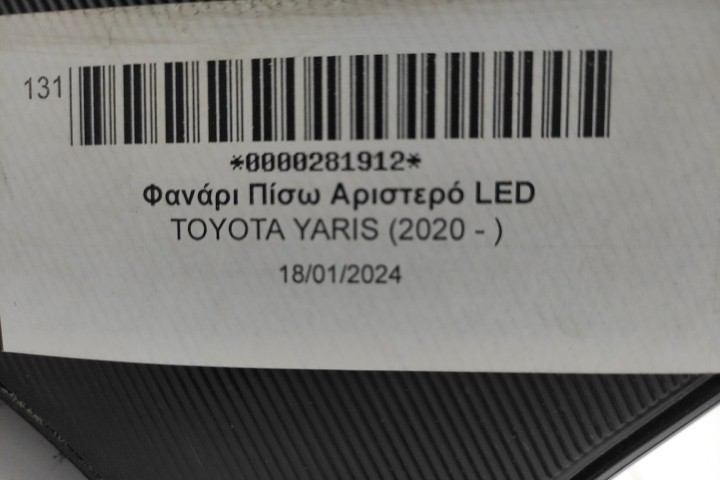 131
*0000281912*
Φανάρι Πίσω Αριστερό LED
TOYOTA YARIS (2020 - )
18/01/2024